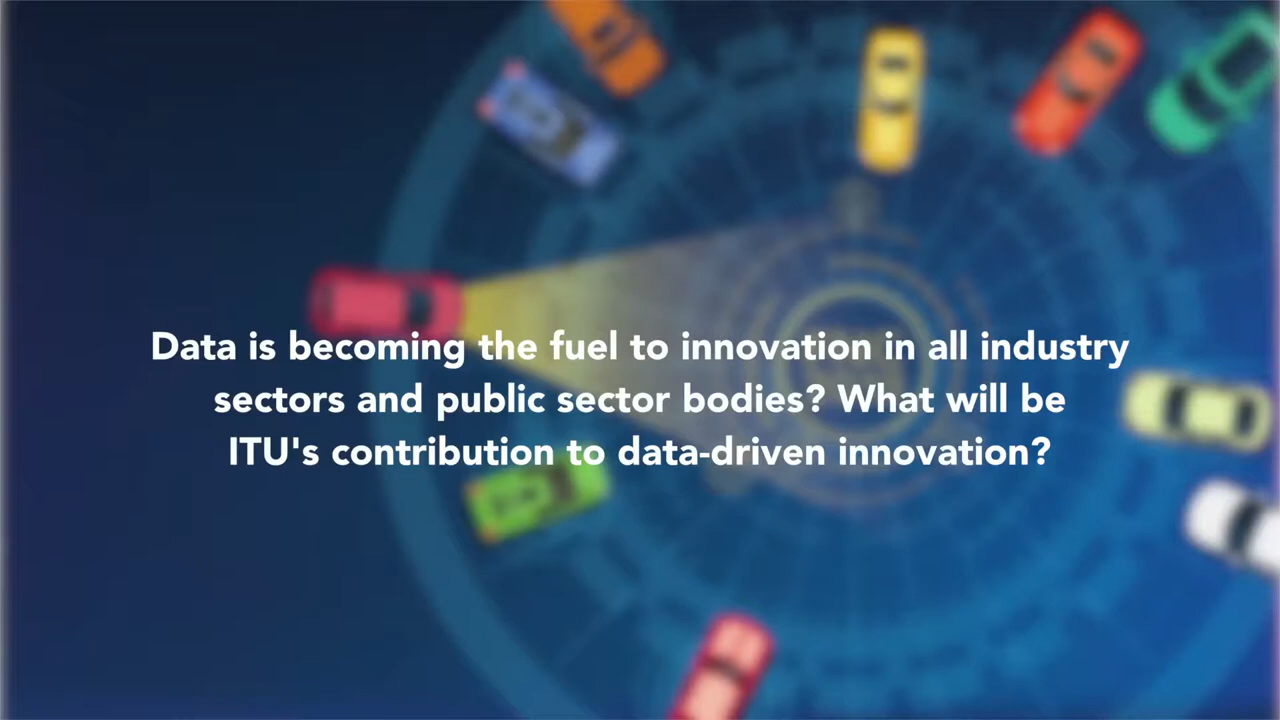 Data is becoming the fuel to innovation in all industry
sectors and public sector bodies? What will be
ITU's contribution to data-driven innovation?